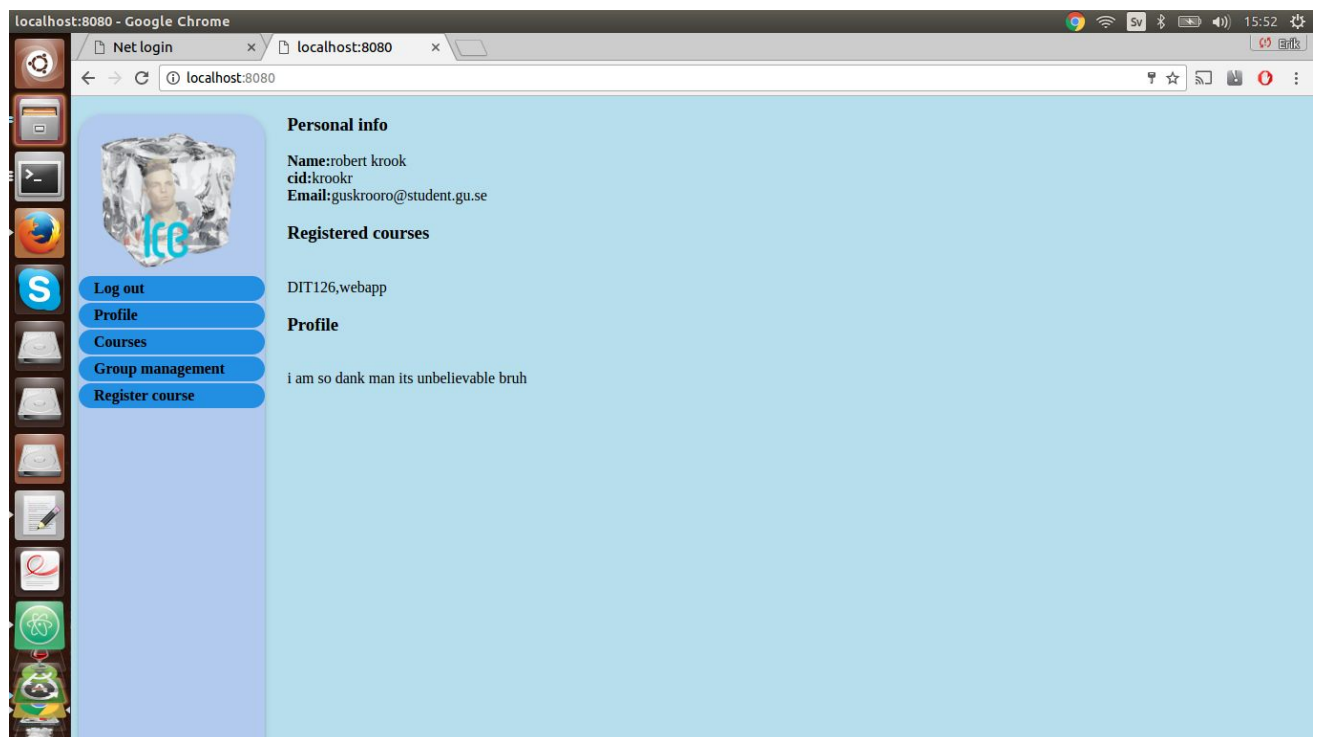 localhost:8080 - Google Chrome
Sv
15:52
Net login
localhost:8080
Erik
localhost:8080
ICE
Log out
Profile
Courses
Group management
Register course
Personal info
Name:robert krook
cid:krookr
Email:guskrooro@student.gu.se
Registered courses
DIT126,webapp
Profile
i am so dank man its unbelievable bruh